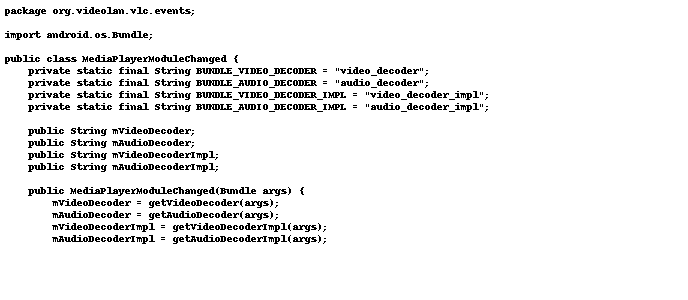 package org.videolan.vlc.events;
import android.os.Bundle;
public class MediaPlayerModuleChanged {
private static final String BUNDLE_VIDEO_DECODER = "video_decoder";
private static final String BUNDLE_AUDIO_DECODER = "audio_decoder";
private static final String BUNDLE_VIDEO_DECODER_IMPL = "video_decoder_impl";
private static final String BUNDLE_AUDIO_DECODER_IMPL = "audio_decoder_impl";
public String mVideoDecoder;
public String mAudioDecoder;
public String mVideoDecoderImpl;
public String mAudioDecoderImpl;
public MediaPlayerModuleChanged(Bundle args) {
mVideoDecoder = getVideoDecoder(args);
mAudioDecoder = getAudioDecoder(args);
mVideoDecoderImpl = getVideoDecoderImpl(args);
mAudioDecoderImpl = getAudioDecoderImpl(args);